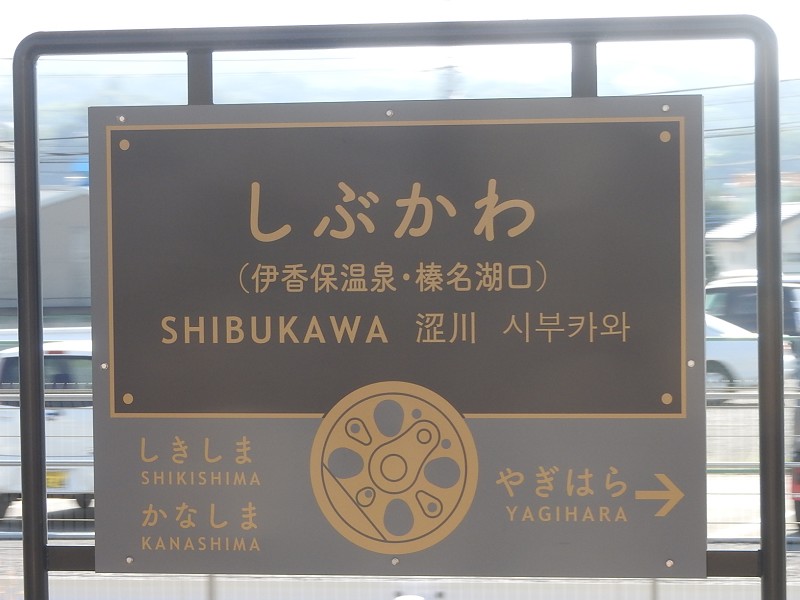 しぶかわ
(伊香保温泉・榛名湖口)
SHIBUKAWA 涩川 시부카와
しきしま
SHIKISHIMA
かなしま
KANASHIMA
やぎはら →
YAGIHARA